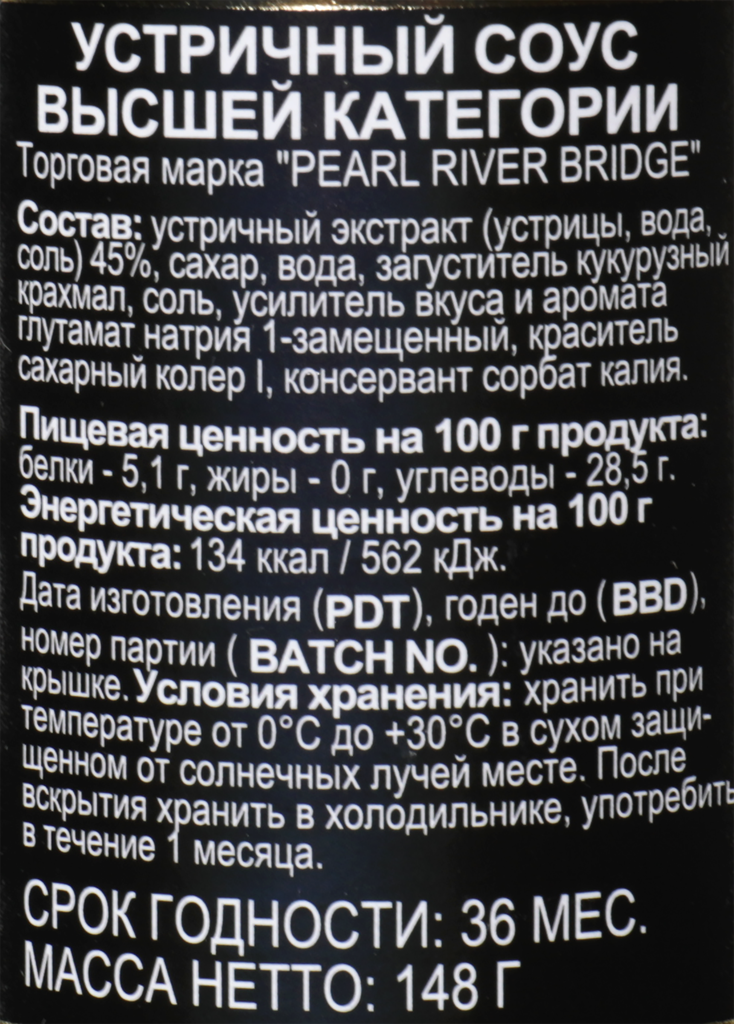 УСТРИЧНЫЙ СОУС
ВЫСШЕЙ КАТЕГОРИИ
Торговая марка "PEARL RIVER BRIDGE"
Состав: устричный экстракт (устрицы, вода,
соль) 45%, сахар, вода, загуститель кукурузный
крахмал, соль, усилитель вкуса и аромата
глутамат натрия 1-замещенный, краситель
сахарный колер I, консервант сорбат калия.
Пищевая ценность на 100 г продукта:
белки - 5,1 г, жиры - 0 г, углеводы - 28,5 г.
Энергетическая ценность на 100 г
продукта: 134 ккал / 562 кДж.
Дата изготовления (PDT), годен до (BBD),
номер партии ( BATCH NO. ): указано на
крышке. Условия хранения: хранить при
температуре от 0°С до +30°С в сухом защи-
щенном от солнечных лучей месте. После
вскрытия хранить в холодильнике, употребить
в течение 1 месяца.
СРОК ГОДНОСТИ: 36 МЕС.
МАССА НЕТТО: 148 Г